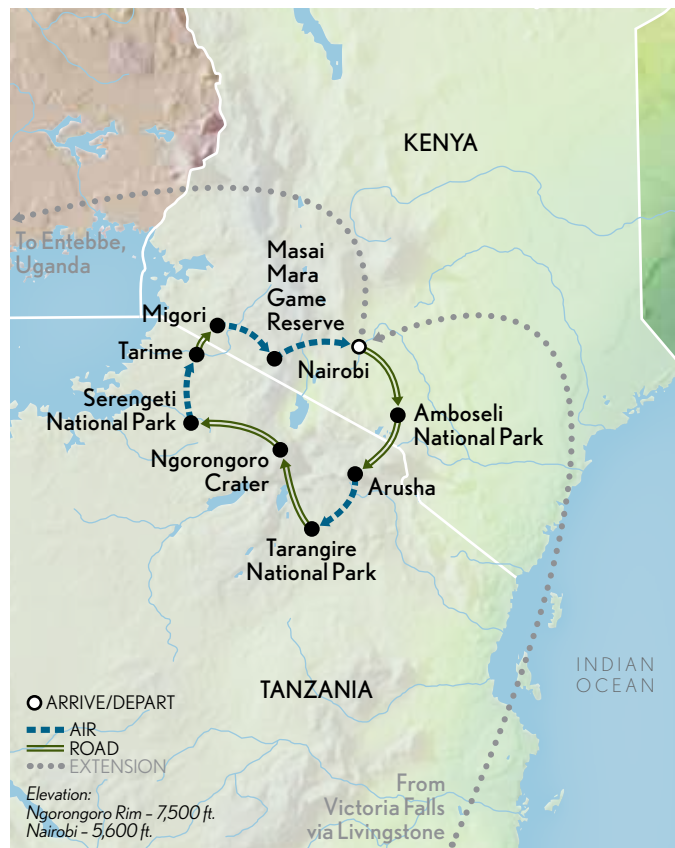 KENYA
To Entebbe,
Uganda
Masai
Mara
Game
Reserve
Migori
Tarime
Nairobi
Serengeti
National Park
Amboseli
National Park
Ngorongoro
Crater
Arusha
Tarangire
National Park
INDIAN
OCEAN
TANZANIA
ARRIVE/DEPART
AIR
ROAD
EXTENSION
Elevation:
Ngorongoro Rim – 7,500 ft.
Nairobi – 5,600 ft.
From
Victoria Falls
via Livingstone